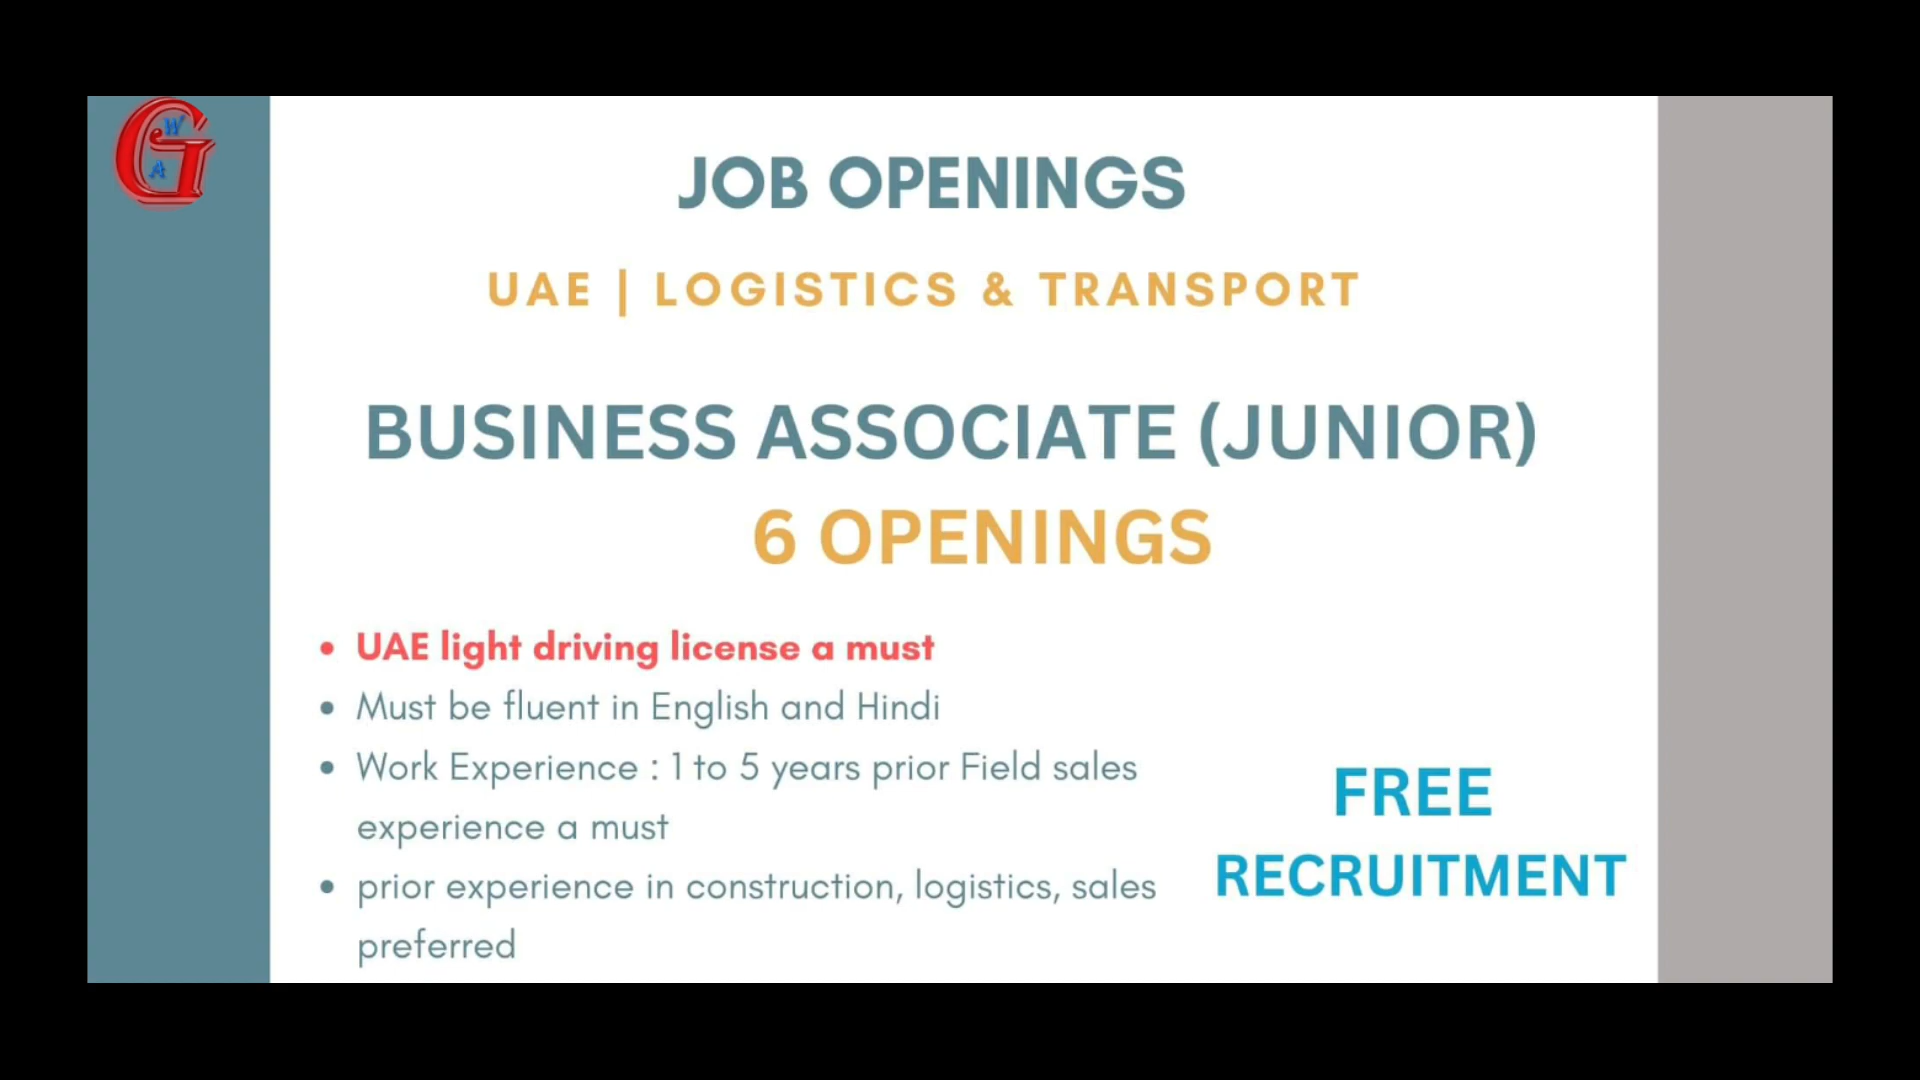 GeWA
JOB OPENINGS
UAE | LOGISTICS & TRANSPORT
BUSINESS ASSOCIATE (JUNIOR)
6 OPENINGS
• UAE light driving license a must
• Must be fluent in English and Hindi
• Work Experience : 1 to 5 years prior Field sales
experience a must
• prior experience in construction, logistics, sales
preferred
FREE
RECRUITMENT